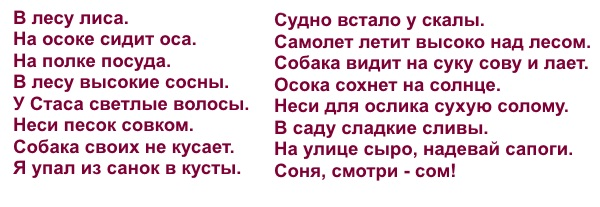 В лесу лиса.
На осоке сидит оса.
На полке посуда.
В лесу высокие сосны.
У Стаса светлые волосы.
Неси песок совком.
Собака своих не кусает.
Я упал из санок в кусты.
Судно встало у скалы.
Самолет летит высоко над лесом.
Собака видит на суку сову и лает.
Осока сохнет на солнце.
Неси для ослика сухую солому.
В саду сладкие сливы.
На улице сыро, надевай сапоги.
Соня, смотри - сом!